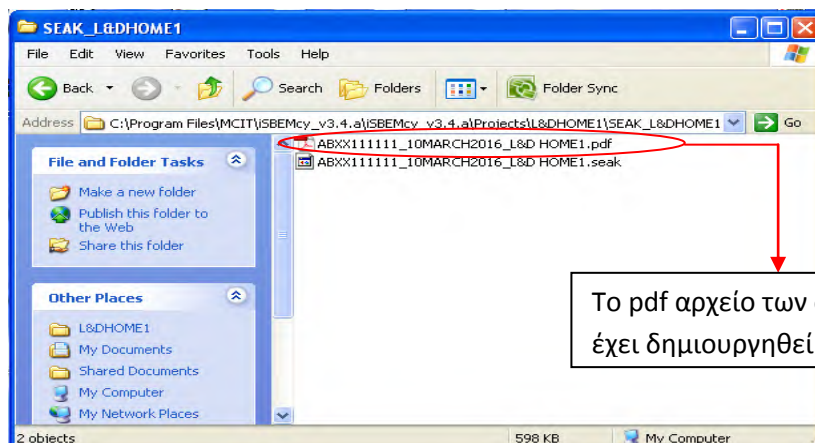 SEAK_L&DHOME1
File Edit View Favorites Tools Help
Back Search Folders Folder Sync
Address C:\Program Files\MCIT\iSBEMcy_v3.4.a\iSBEMcy_v3.4.a\Projects\L&DHOME1\SEAK_L&DHOME1 Go
File and Folder Tasks
Make a new folder
Publish this folder to
the Web
Share this folder
Other Places
L&DHOME1
My Documents
Shared Documents
My Computer
My Network Places
ABXX111111_10MARCH2016_L&D HOME1.pdf
ABXX111111_10MARCH2016_L&D HOME1.seak
Το pdf αρχείο των
έχει δημιουργηθεί
2 objects 598 KB My Computer